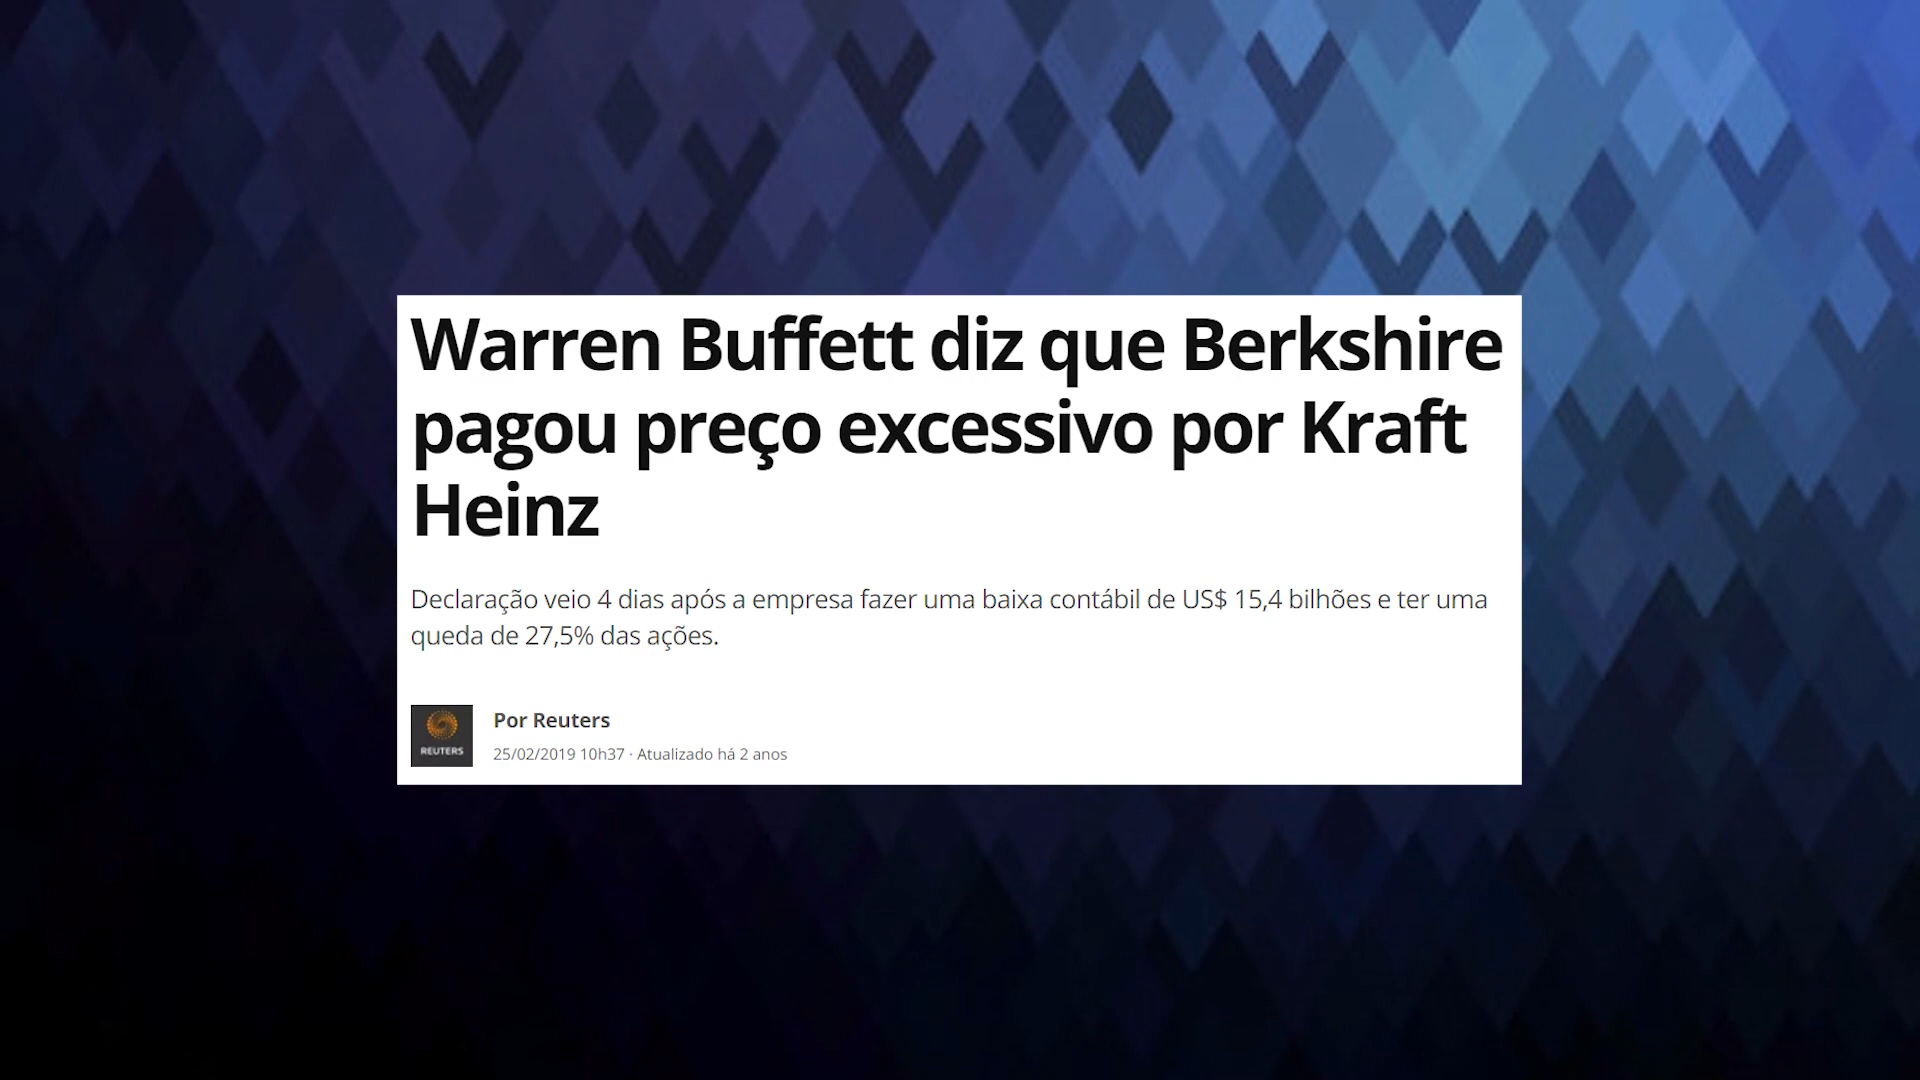 Warren Buffett diz que Berkshire
pagou preço excessivo por Kraft
Heinz
Declaração veio 4 dias após a empresa fazer uma baixa contábil de US$ 15,4 bilhões e ter uma
queda de 27,5% das ações.
REUTERS
Por Reuters
25/02/2019 10h37 · Atualizado há 2 anos